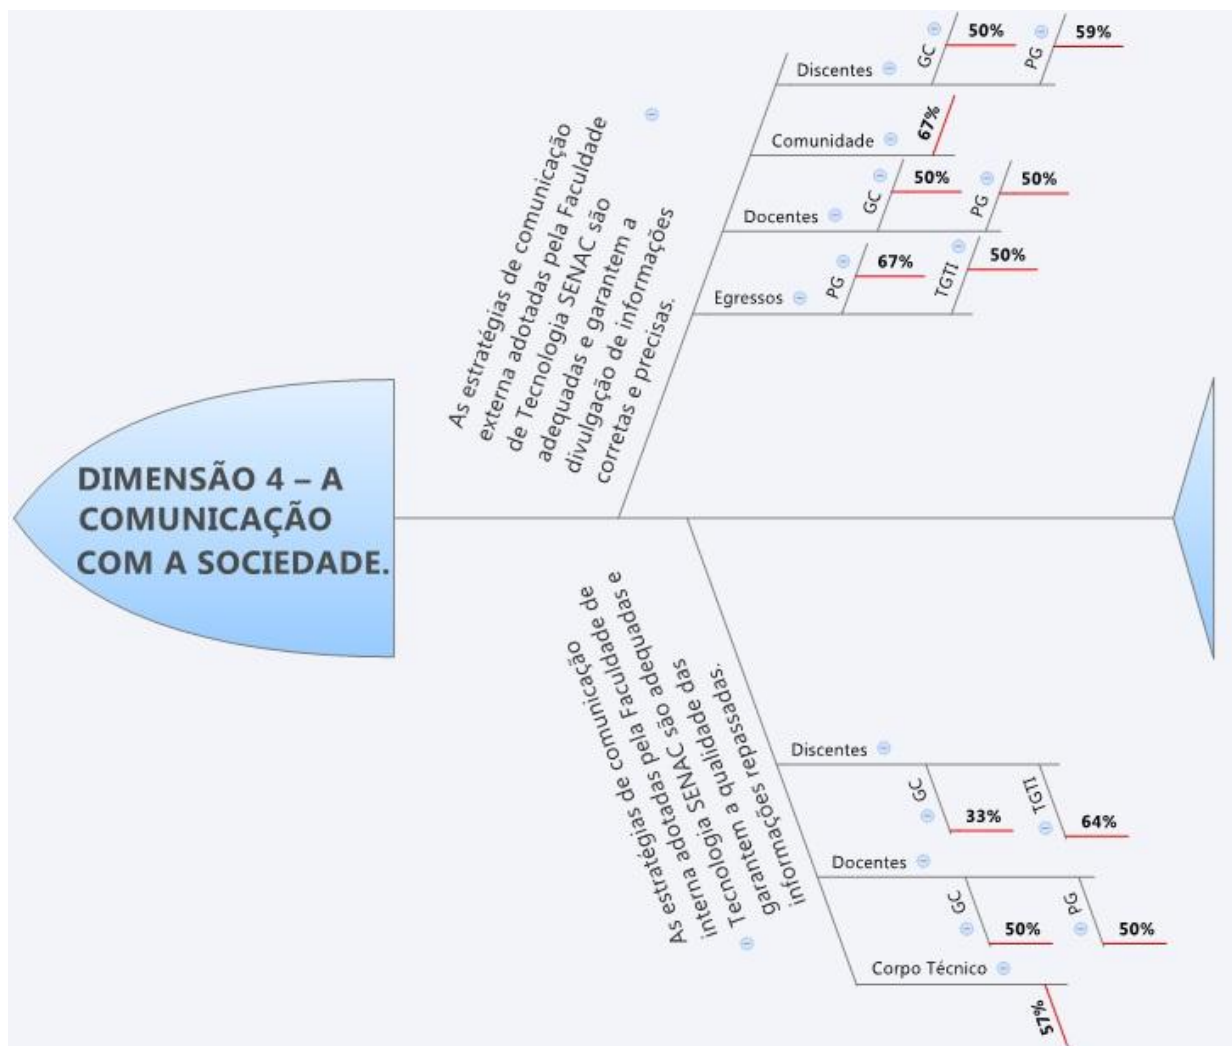 DIMENSÃO 4 – A
COMUNICAÇÃO
COM A SOCIEDADE.
As estratégias de comunicação
externa adotadas pela Faculdade
de Tecnologia SENAC são
adequadas e garantem a
divulgação de informações
corretas e precisas.
Discentes
GC
50%
PG
59%
Comunidade
67%
Docentes
GC
50%
PG
50%
Egressos
PG
67%
TGTI
50%
As estratégias de comunicação
interna adotadas pela Faculdade de
Tecnologia SENAC são adequadas e
garantem a qualidade das
informações repassadas.
Discentes
GC
33%
TGTI
64%
Docentes
GC
50%
PG
50%
Corpo Técnico
57%